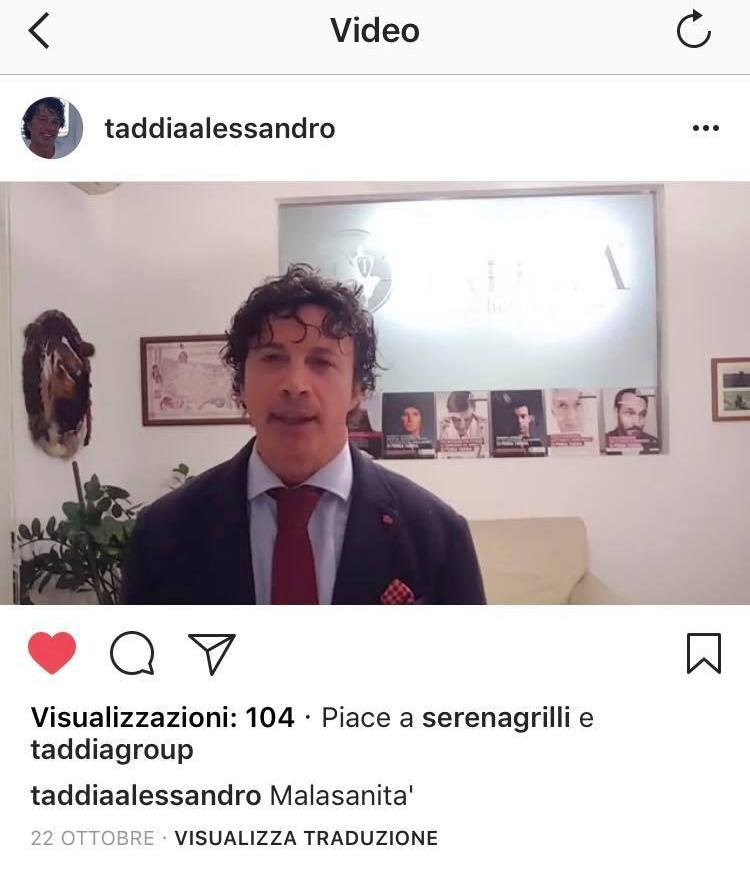 Video
taddiaalessandro
Visualizzazioni: 104 · Piace a serenagrilli e
taddiagroup
taddiaalessandro Malasanita'
22 OTTOBRE · VISUALIZZA TRADUZIONE